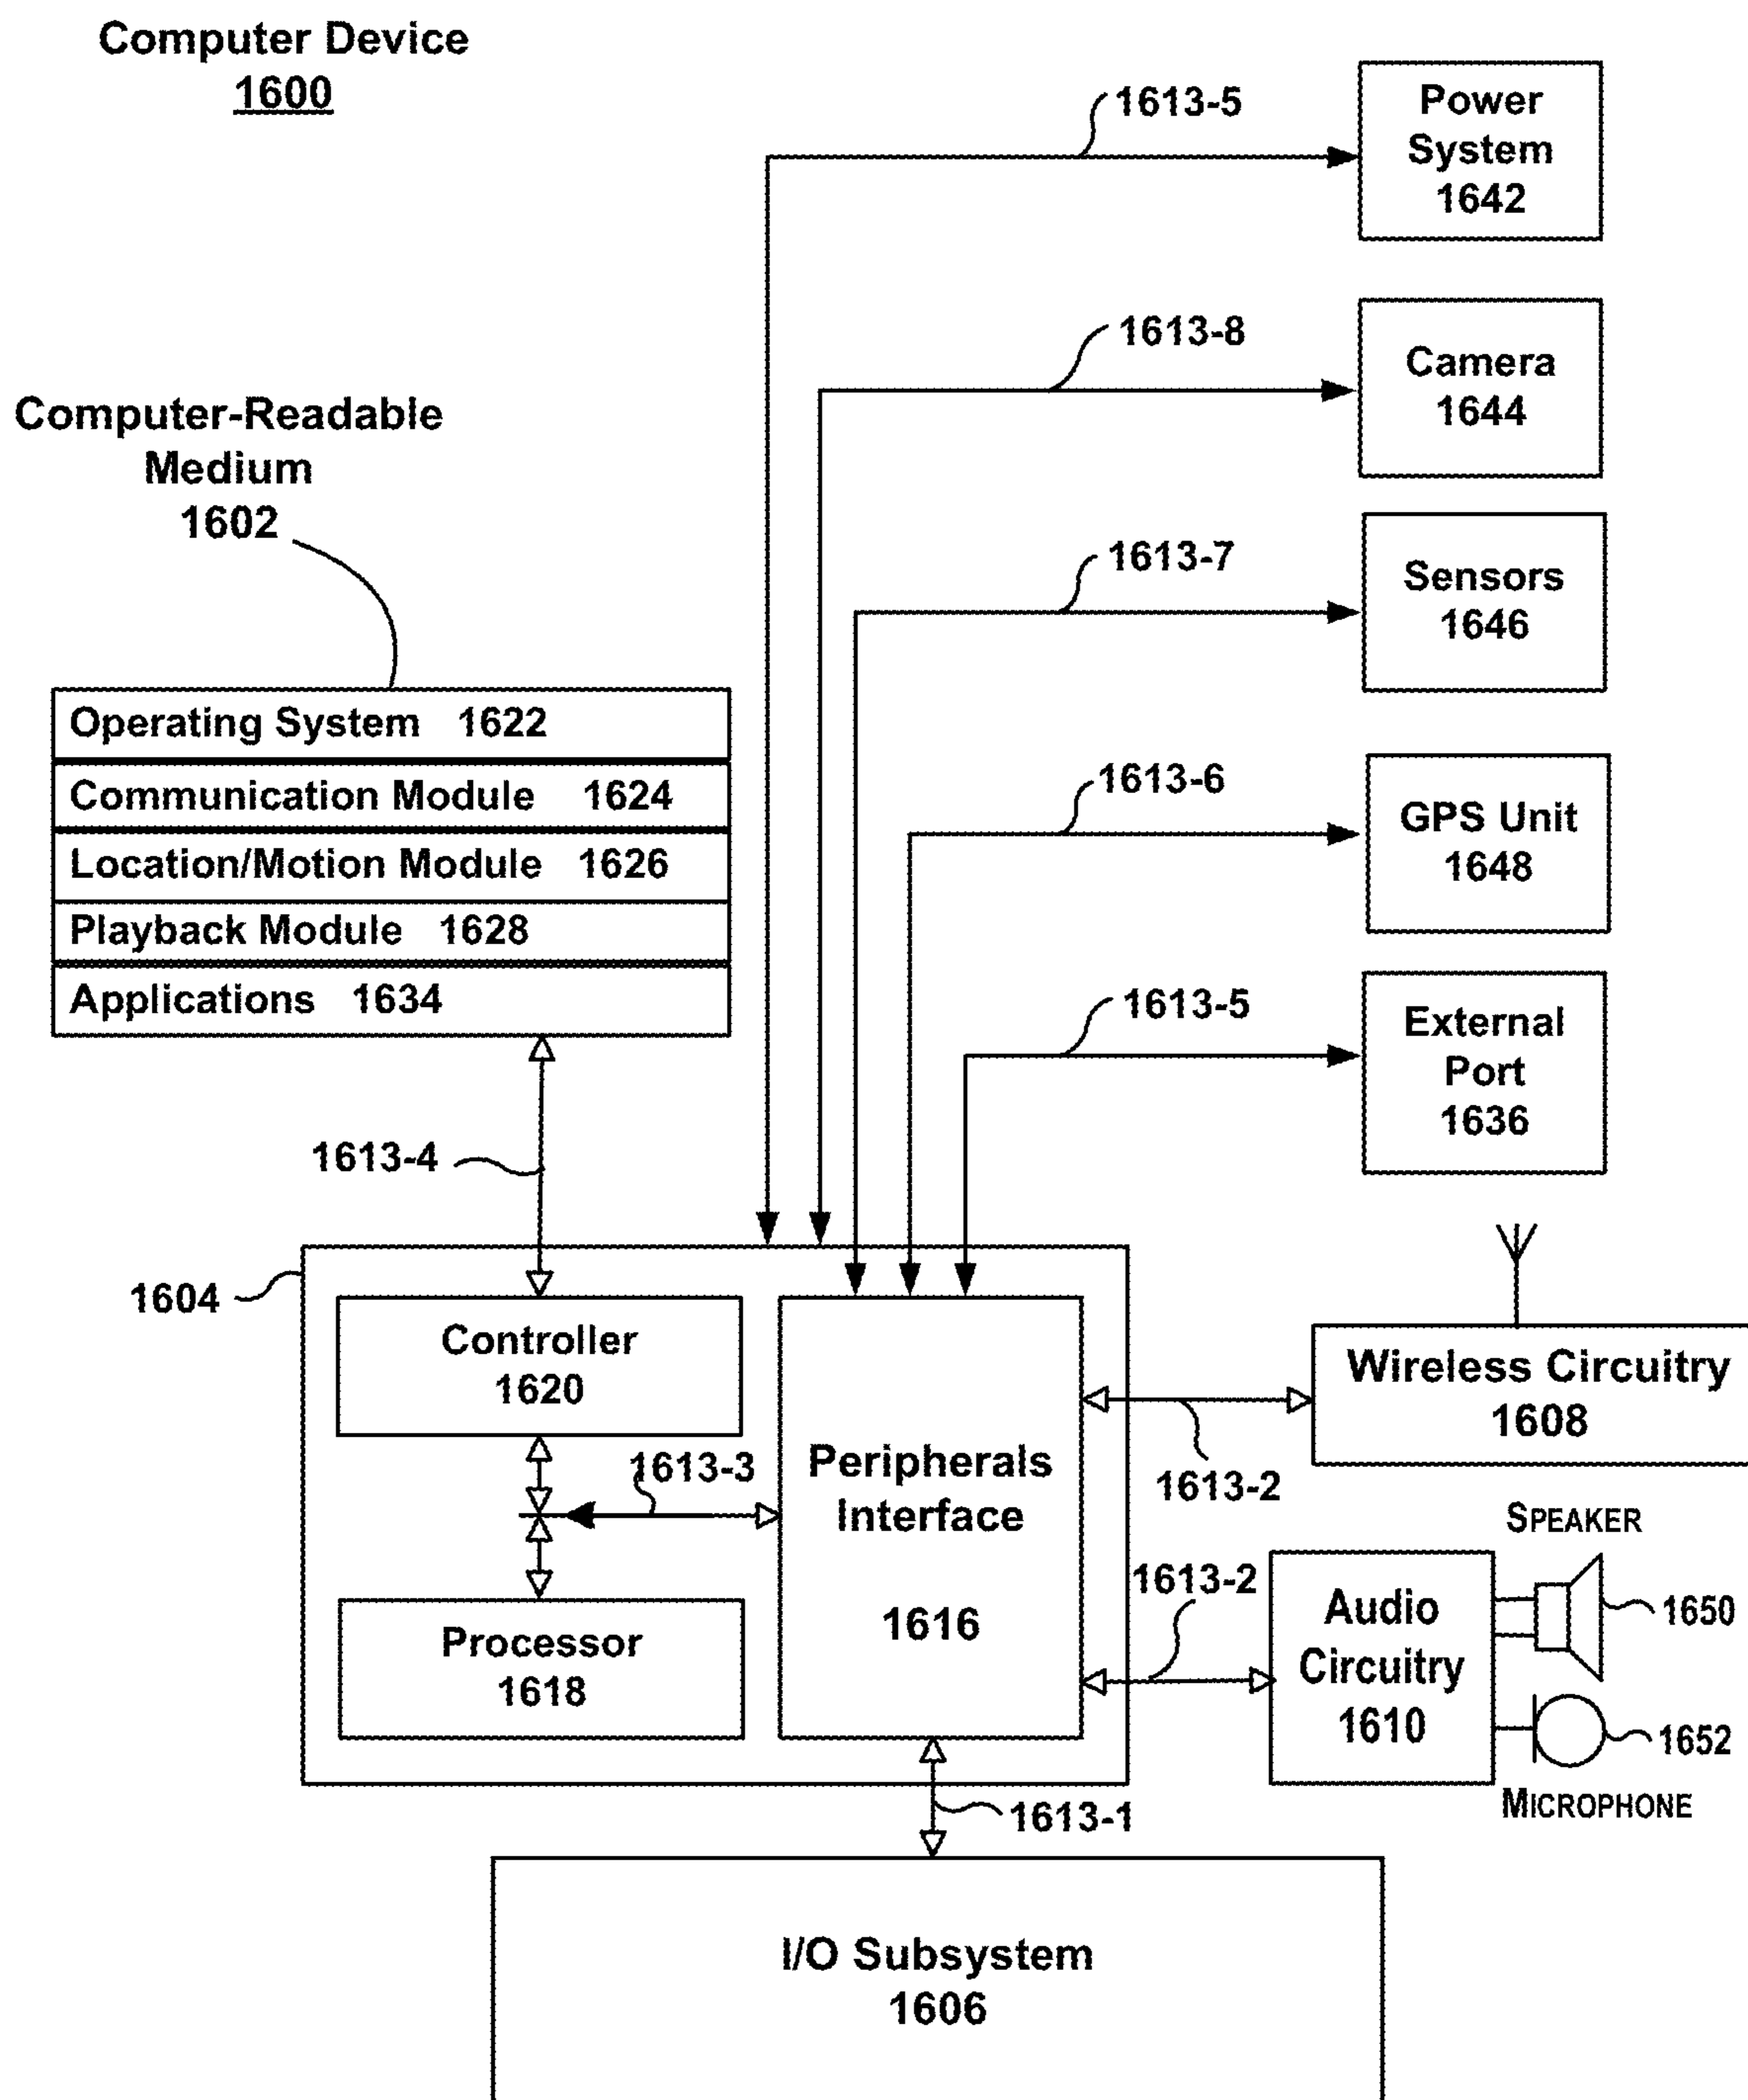 Computer Device
1600
1613-5
Power
System
1642
1613-8
Camera
1644
Computer-Readable
Medium
1602
1613-7
Sensors
1646
Operating System 1622
Communication Module 1624
Location/Motion Module 1626
Playback Module 1628
Applications 1634
1613-6
GPS Unit
1648
1613-5
External
Port
1636
1613-4
1604
Controller
1620
1613-3
Processor
1618
Peripherals
Interface
1616
Wireless Circuitry
1608
1613-2
SPEAKER
1613-2
Audio
Circuitry
1610
1650
1652
MICROPHONE
1613-1
I/O Subsystem
1606